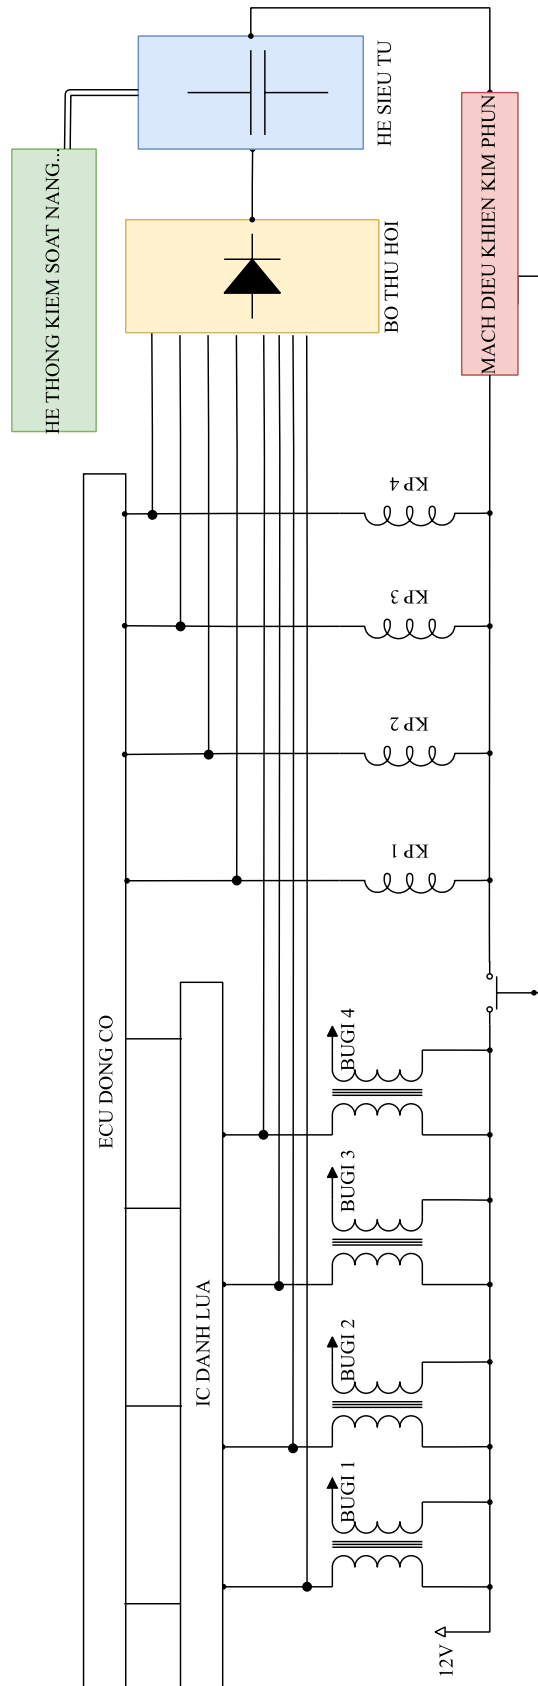 HE SIEU TU
HE THONG KIEM SOAT NANG...
MACH DIEU KHIEN KIM PHUN
BO THU HOI
KP 4
KP 3
KP 2
KP 1
ECU DONG CO
BUGI 4
BUGI 3
IC DANH LUA
BUGI 2
BUGI 1
12V